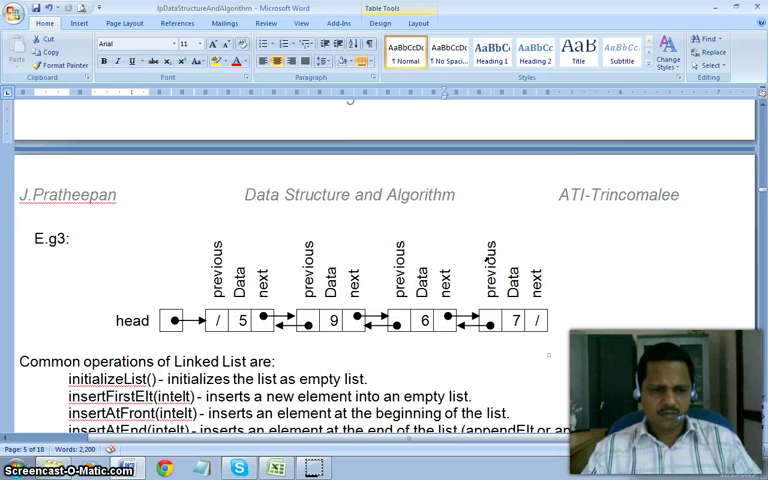 JpDataStructureAndAlgorithm - Microsoft Word
Table Tools
Home
Insert
Page Layout
References
Mailings
Review
View
Add-Ins
Design
Layout
Paste
Cut
Copy
Format Painter
Clipboard
Arial
11
Font
Paragraph
AaBbCcDc
¶ Normal
AaBbCcDc
¶ No Spaci...
AaBbCc
Heading 1
AaBbCc
Heading 2
AaB
Title
AaBbCc.
Subtitle
Change
Styles
Styles
Find
Replace
Select
Editing
J.Pratheepan
Data Structure and Algorithm
ATI-Trincomalee
E.g3:
previous Data next previous Data next previous Data next previous Data next
head / 5 9 6 7 /
Common operations of Linked List are:
initializeList() - initializes the list as empty list.
insertFirstElt(intelt) - inserts a new element into an empty list.
insertAtFront(intelt) - inserts an element at the beginning of the list.
insertAtEnd(intelt) - inserts an element at the end of the list (appendElt or
Page: 5 of 18
Words: 2,200
Screencast-O-Matic.com